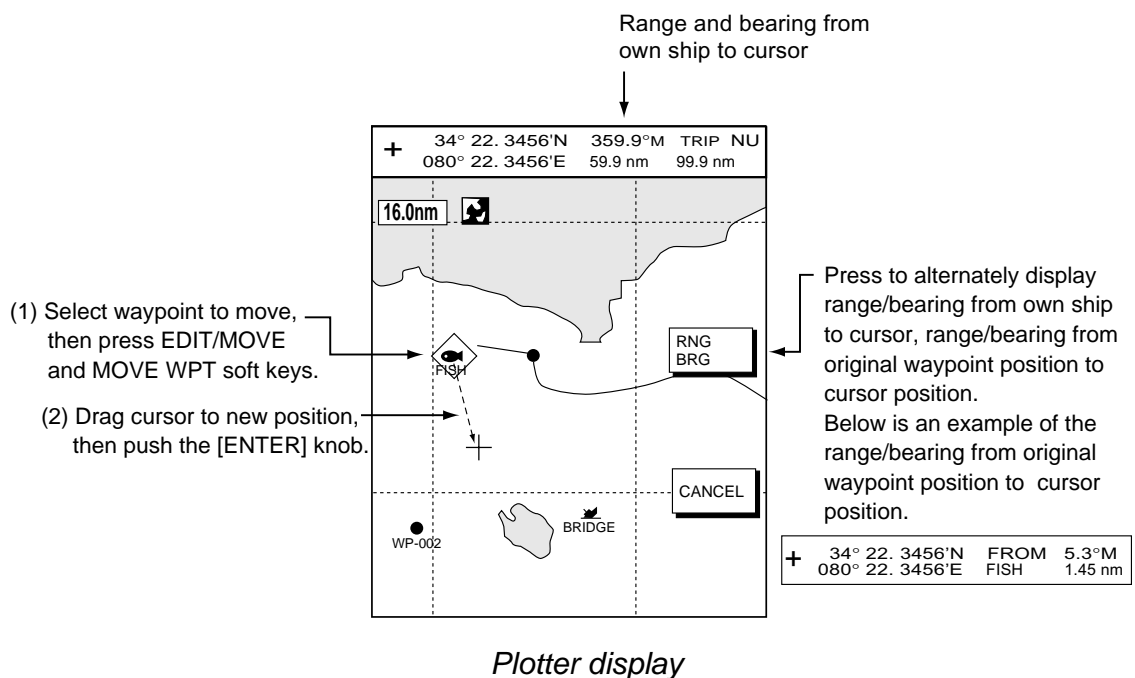 Range and bearing from
own ship to cursor
+ 34° 22. 3456'N 359.9°M TRIP NU
080° 22. 3456'E 59.9 nm 99.9 nm
16.0nm
(1) Select waypoint to move,
then press EDIT/MOVE
and MOVE WPT soft keys.
FISH
(2) Drag cursor to new position,
then push the [ENTER] knob.
RNG
BRG
Press to alternately display
range/bearing from own ship
to cursor, range/bearing from
original waypoint position to
cursor position.
Below is an example of the
range/bearing from original
waypoint position to cursor
position.
CANCEL
BRIDGE
WP-002
+ 34° 22. 3456’N FROM 5.3°M
080° 22. 3456’E FISH 1.45 nm
Plotter display